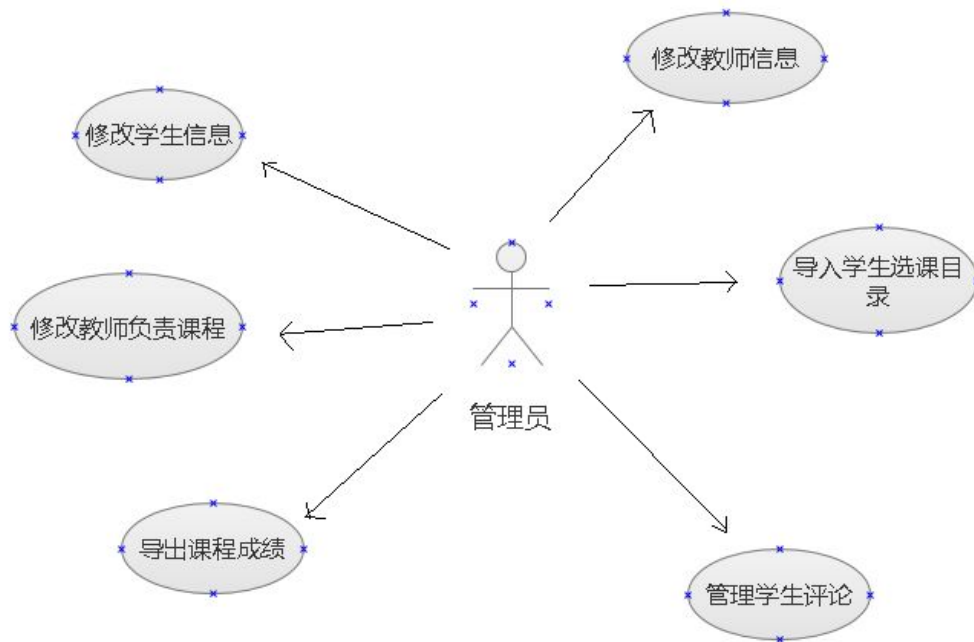 修改教师信息
修改学生信息
导入学生选课目
录
修改教师负责课程
管理员
导出课程成绩
管理学生评论